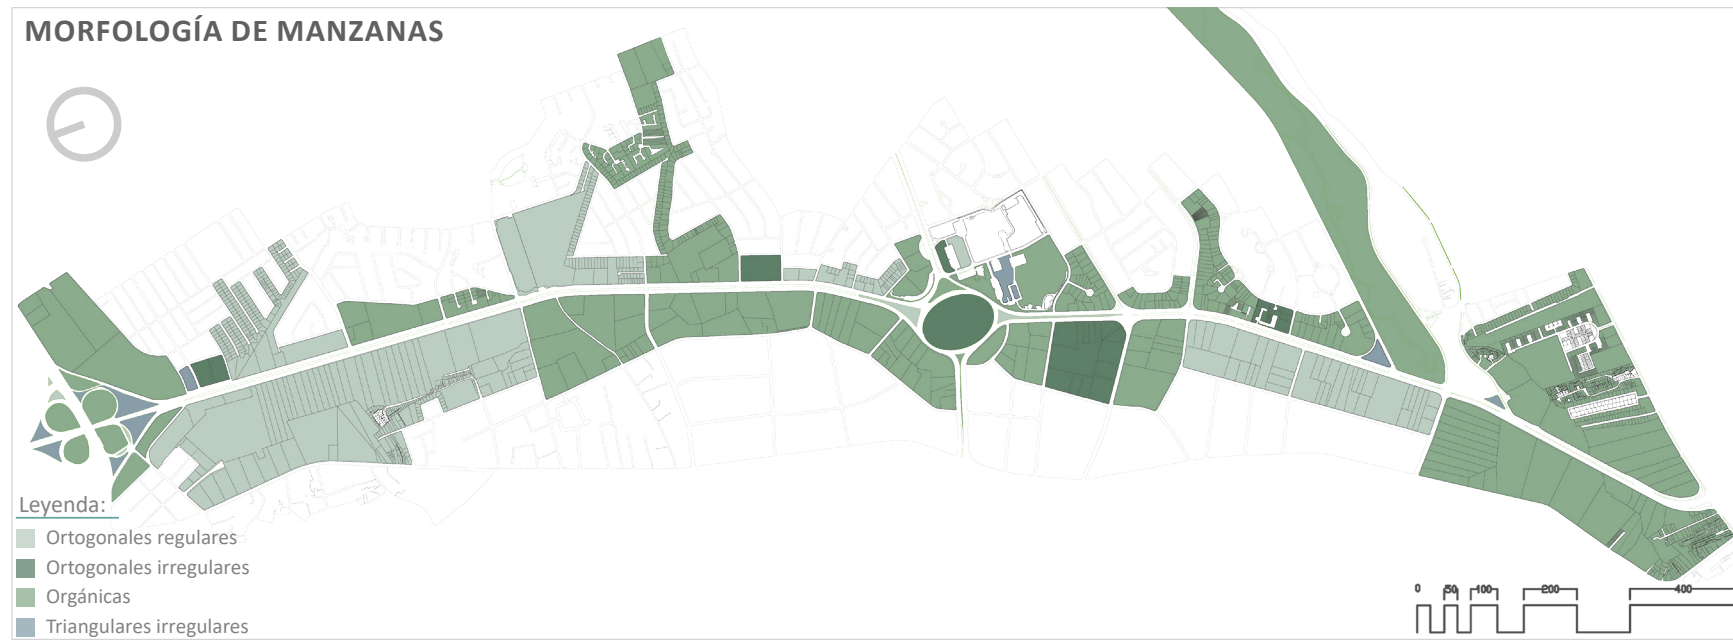 MORFOLOGÍA DE MANZANAS
Leyenda:
Ortogonales regulares
Ortogonales irregulares
Orgánicas
Triangulares irregulares
0 50 100 200 400